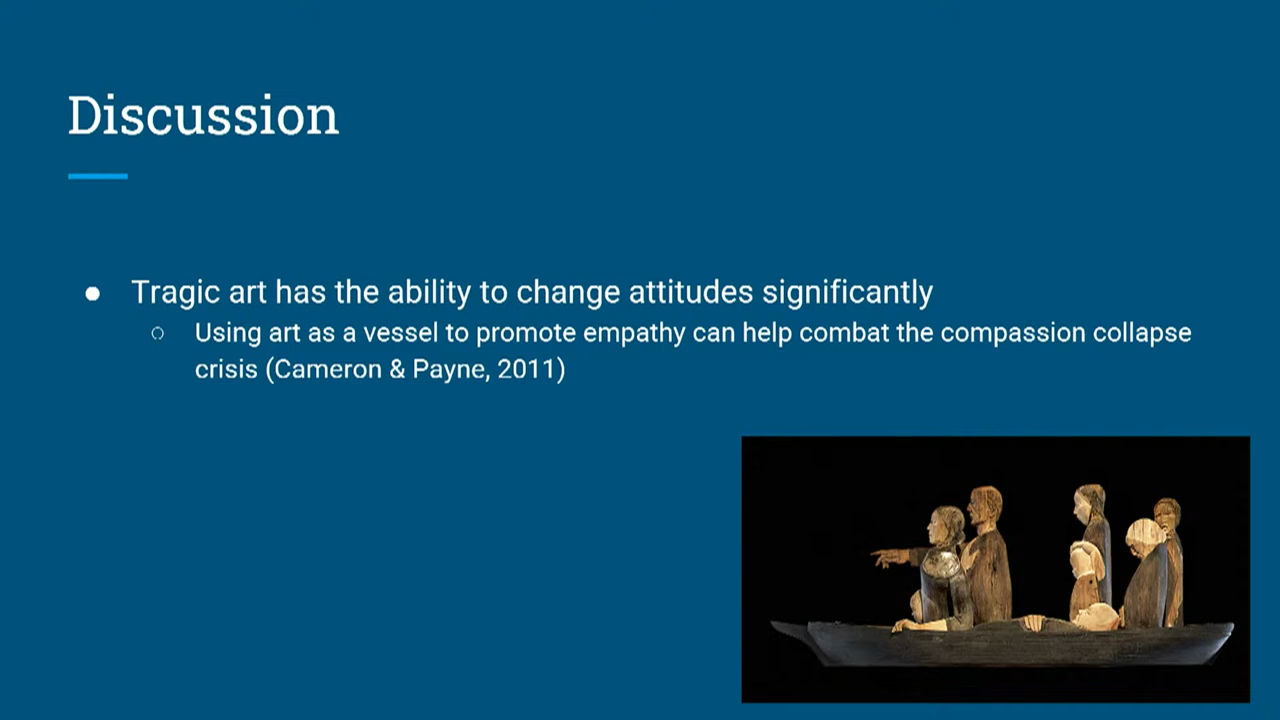 Discussion
● Tragic art has the ability to change attitudes significantly
○ Using art as a vessel to promote empathy can help combat the compassion collapse
crisis (Cameron & Payne, 2011)